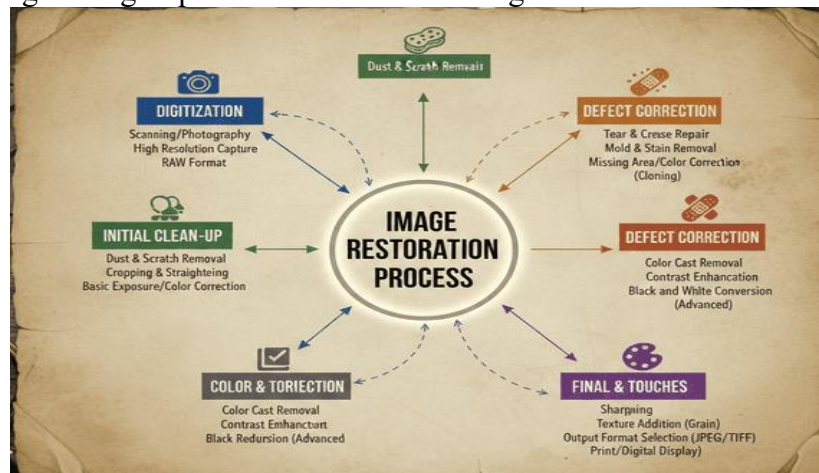 Dust & Scrath Remvair
DIGITIZATION
Scanning/Photography
High Resolution Capture
RAW Format
DEFECT CORRECTION
Tear & Crese Repair
Mold & Stain Removal
Missing Area/Color Correction
(Cloning)
IMAGE
RESTORATION
PROCESS
INITIAL CLEAN-UP
Dust & Scratch Removal
Cropping & Straighteing
Basic Exposure/Color Correction
DEFECT CORRECTION
Color Cast Removal
Contrast Enhancation
Black and White Conversion
(Advanced)
COLOR & TORIECTION
Color Cast Removal
Contrast Enhanctiurt
Black Redursion (Advanced
FINAL & TOUCHES
Sharpning
Texture Addition (Grain)
Output Format Selection (JPEG/TIFF)
Print/Digital Display)